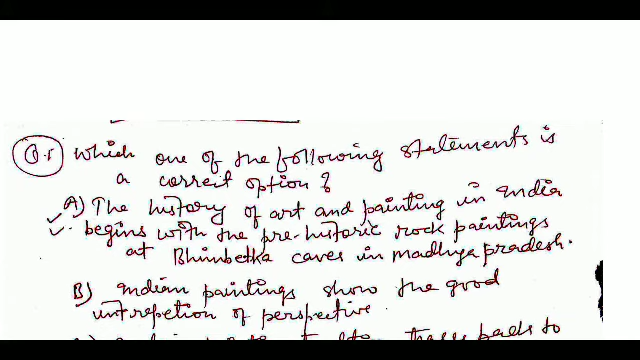 Q.1 Which one of the following statements is
a correct option?
A) The history of art and painting in India
begins with the pre-historic rock paintings
at Bhimbetka caves in madhya pradesh.
B) Indian paintings show the good
intrepetion of perspective
to